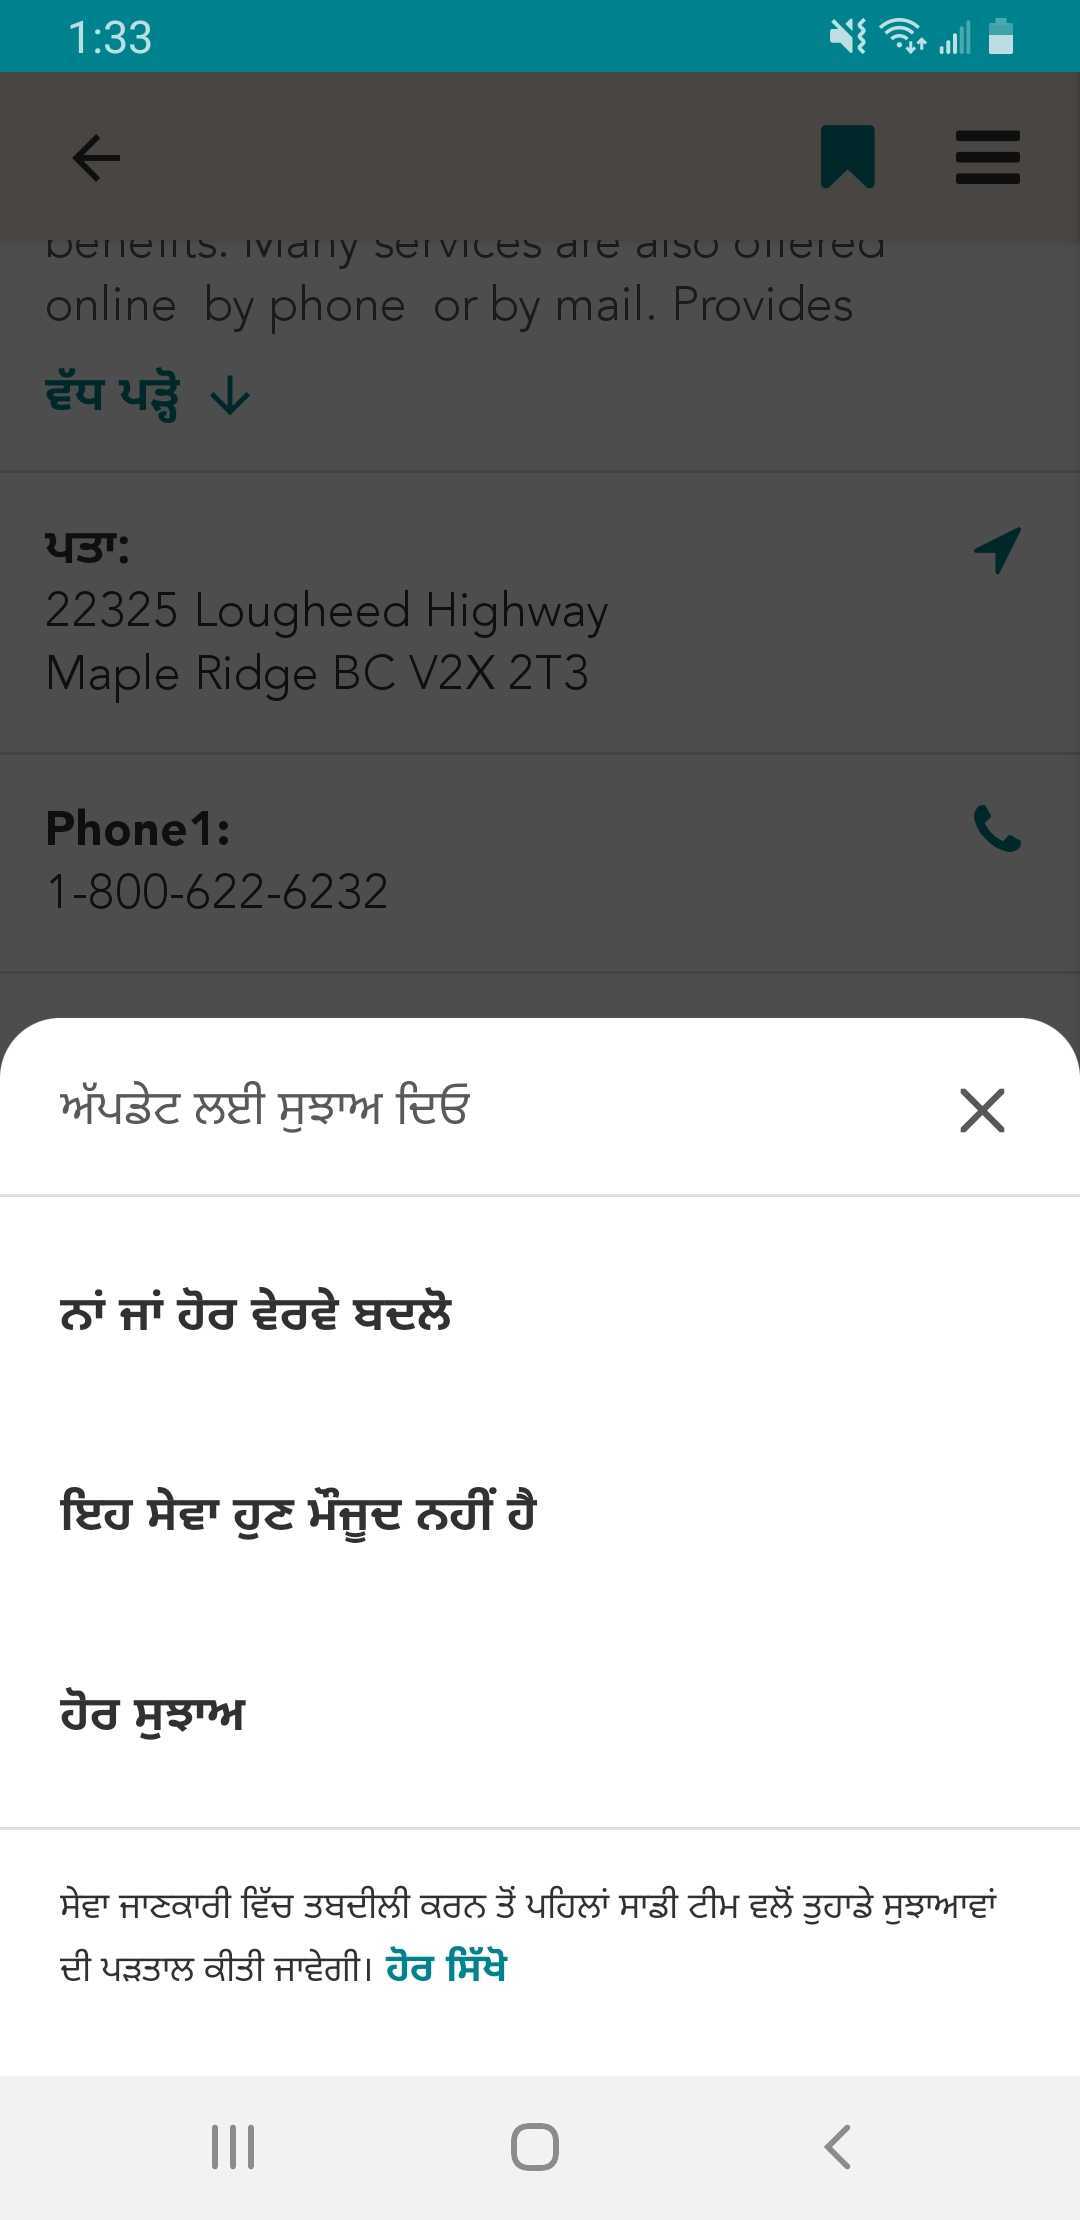 1:33
benefits. Many services are also offered
online by phone or by mail. Provides
ਵੱਧ ਪੜ੍ਹੋ
ਪਤਾ:
22325 Lougheed Highway
Maple Ridge BC V2X 2T3
Phone1:
1-800-622-6232
ਅੱਪਡੇਟ ਲਈ ਸੁਝਾਅ ਦਿਓ
ਨਾਂ ਜਾਂ ਹੋਰ ਵੇਰਵੇ ਬਦਲੋ
ਇਹ ਸੇਵਾ ਹੁਣ ਮੌਜੂਦ ਨਹੀਂ ਹੈ
ਹੋਰ ਸੁਝਾਅ
ਸੇਵਾ ਜਾਣਕਾਰੀ ਵਿੱਚ ਤਬਦੀਲੀ ਕਰਨ ਤੋਂ ਪਹਿਲਾਂ ਸਾਡੀ ਟੀਮ ਵਲੋਂ ਤੁਹਾਡੇ ਸੁਝਾਆਵਾਂ
ਦੀ ਪੜਤਾਲ ਕੀਤੀ ਜਾਵੇਗੀ। ਹੋਰ ਸਿੱਖੋ